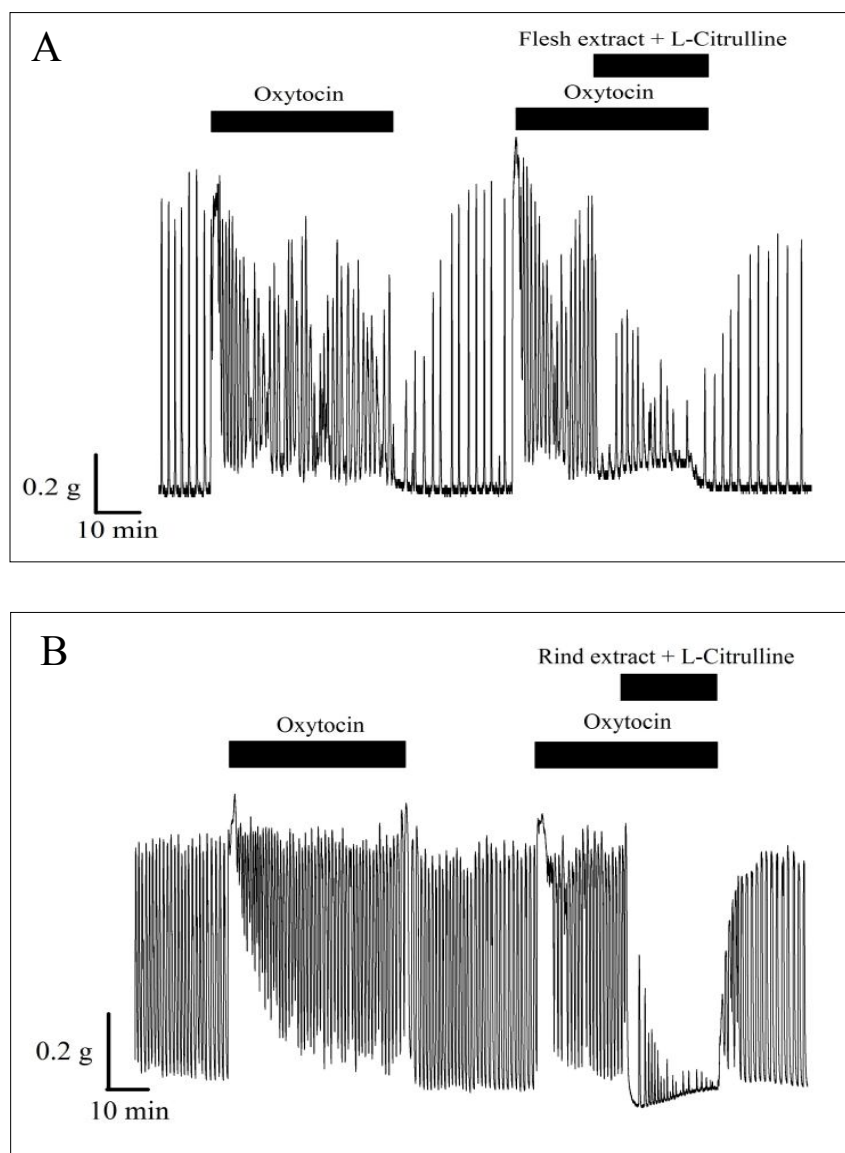 A
Flesh extract + L-Citrulline
Oxytocin
Oxytocin
0.2 g
10 min
B
Rind extract + L-Citrulline
Oxytocin
Oxytocin
0.2 g
10 min